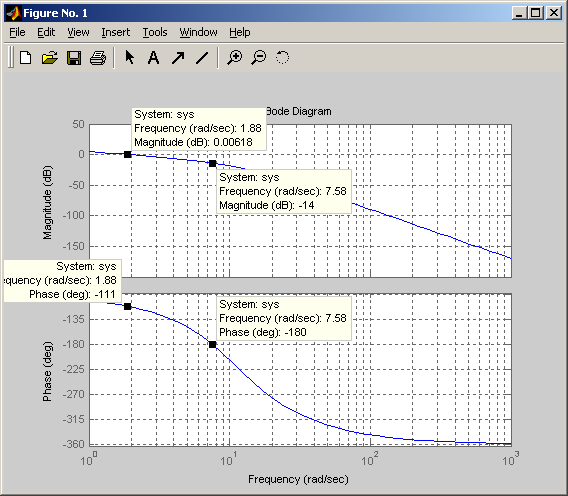 Figure No. 1
File Edit View Insert Tools Window Help
A
Bode Diagram
System: sys
Frequency (rad/sec): 1.88
Magnitude (dB): 0.00618
System: sys
Frequency (rad/sec): 7.58
Magnitude (dB): -14
50
0
-50
-100
-150
Magnitude (dB)
System: sys
equency (rad/sec): 1.88
Phase (deg): -111
System: sys
Frequency (rad/sec): 7.58
Phase (deg): -180
-135
-180
-225
-270
-315
-360
Phase (deg)
10^0 10^1 10^2 10^3
Frequency (rad/sec)